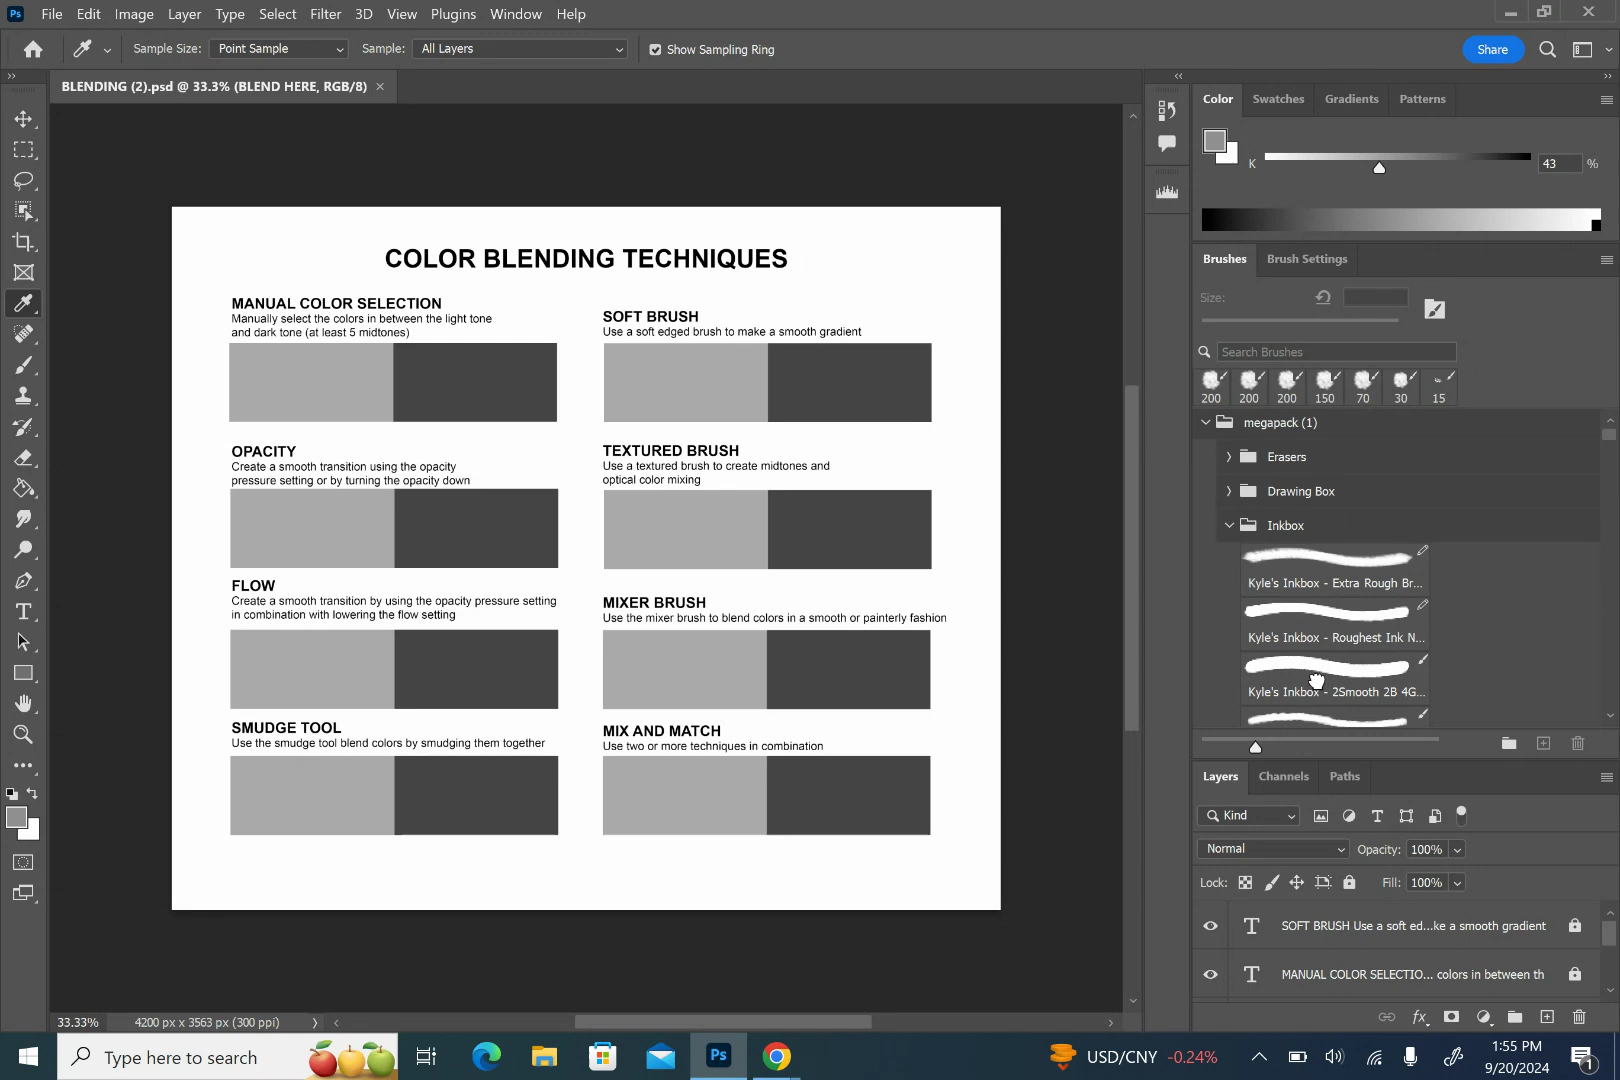 Ps File Edit Image Layer Type Select Filter 3D View Plugins Window Help
Sample Size: Point Sample Sample: All Layers Show Sampling Ring Share
BLENDING (2).psd @ 33.3% (BLEND HERE, RGB/8) ×
COLOR BLENDING TECHNIQUES
MANUAL COLOR SELECTION
Manually select the colors in between the light tone
and dark tone (at least 5 midtones)
SOFT BRUSH
Use a soft edged brush to make a smooth gradient
OPACITY
Create a smooth transition using the opacity
pressure setting or by turning the opacity down
TEXTURED BRUSH
Use a textured brush to create midtones and
optical color mixing
FLOW
Create a smooth transition by using the opacity pressure setting
in combination with lowering the flow setting
MIXER BRUSH
Use the mixer brush to blend colors in a smooth or painterly fashion
SMUDGE TOOL
Use the smudge tool blend colors by smudging them together
MIX AND MATCH
Use two or more techniques in combination
Color Swatches Gradients Patterns
K 43 %
Brushes Brush Settings
Size:
Search Brushes
200 200 200 150 70 30 15
megapack (1)
Erasers
Drawing Box
Inkbox
Kyle's Inkbox - Extra Rough Br...
Kyle's Inkbox - Roughest Ink N...
Kyle's Inkbox - 2Smooth 2B 4G...
Layers Channels Paths
Kind
Normal Opacity: 100%
Lock: Fill: 100%
SOFT BRUSH Use a soft ed...ke a smooth gradient
MANUAL COLOR SELECTIO... colors in between th
33.33% 4200 px x 3563 px (300 ppi)
Type here to search Ps USD/CNY -0.24% 1:55 PM
9/20/2024 1